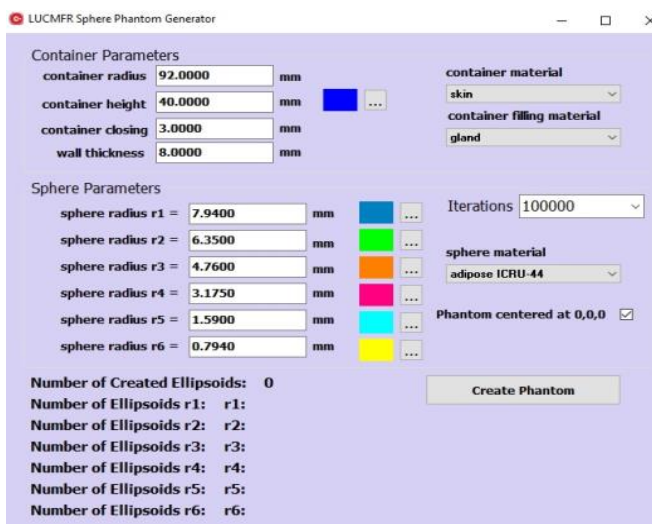 LUCMFR Sphere Phantom Generator
Container Parameters
container radius 92.0000 mm
container height 40.0000 mm ...
container closing 3.0000 mm
wall thickness 8.0000 mm
container material
skin
container filling material
gland
Sphere Parameters
sphere radius r1 = 7.9400 mm ...
sphere radius r2 = 6.3500 mm ...
sphere radius r3 = 4.7600 mm ...
sphere radius r4 = 3.1750 mm ...
sphere radius r5 = 1.5900 mm ...
sphere radius r6 = 0.7940 mm ...
Iterations 100000
sphere material
adipose ICRU-44
Phantom centered at 0,0,0
Number of Created Ellipsoids: 0
Number of Ellipsoids r1: r1:
Number of Ellipsoids r2: r2:
Number of Ellipsoids r3: r3:
Number of Ellipsoids r4: r4:
Number of Ellipsoids r5: r5:
Number of Ellipsoids r6: r6:
Create Phantom